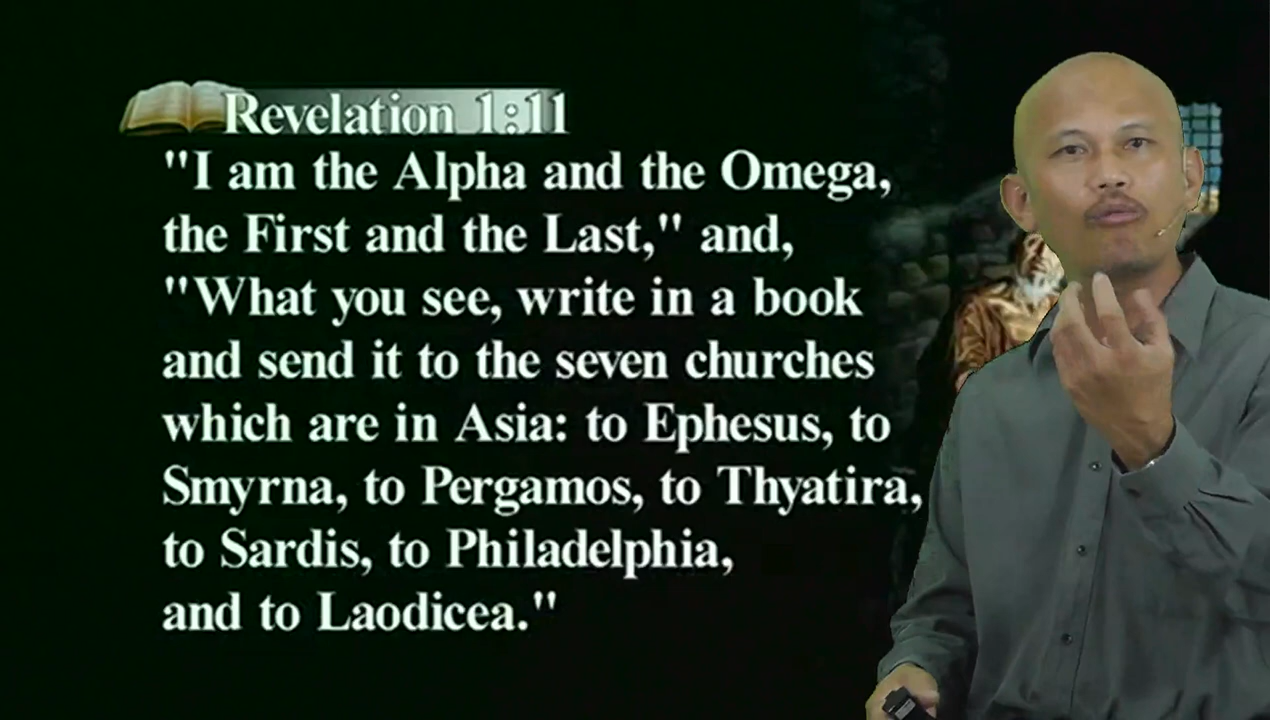 Revelation 1:11
"I am the Alpha and the Omega,
the First and the Last," and,
"What you see, write in a book
and send it to the seven churches
which are in Asia: to Ephesus, to
Smyrna, to Pergamos, to Thyatira,
to Sardis, to Philadelphia,
and to Laodicea."